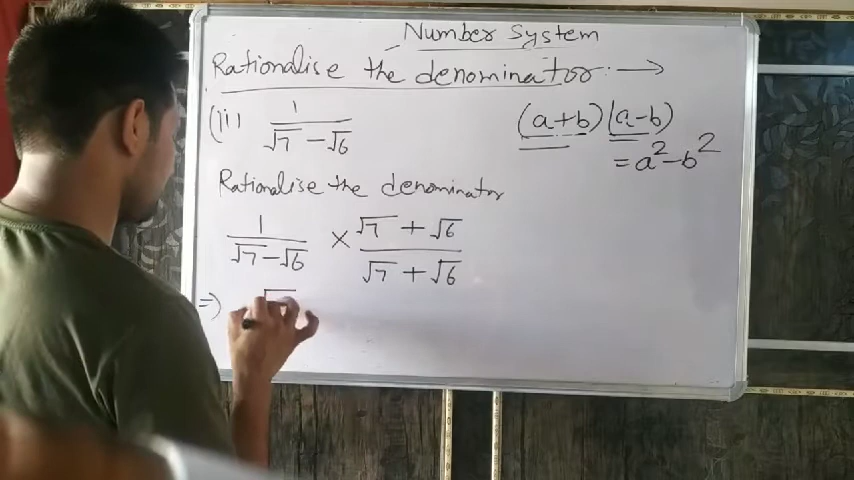 Number System
Rationalise the denominator :→
(ii) 1/(√7 − √6)
(a+b)(a−b)
= a² − b²
Rationalise the denominator
1/(√7 − √6) × (√7 + √6)/(√7 + √6)
⇒) √